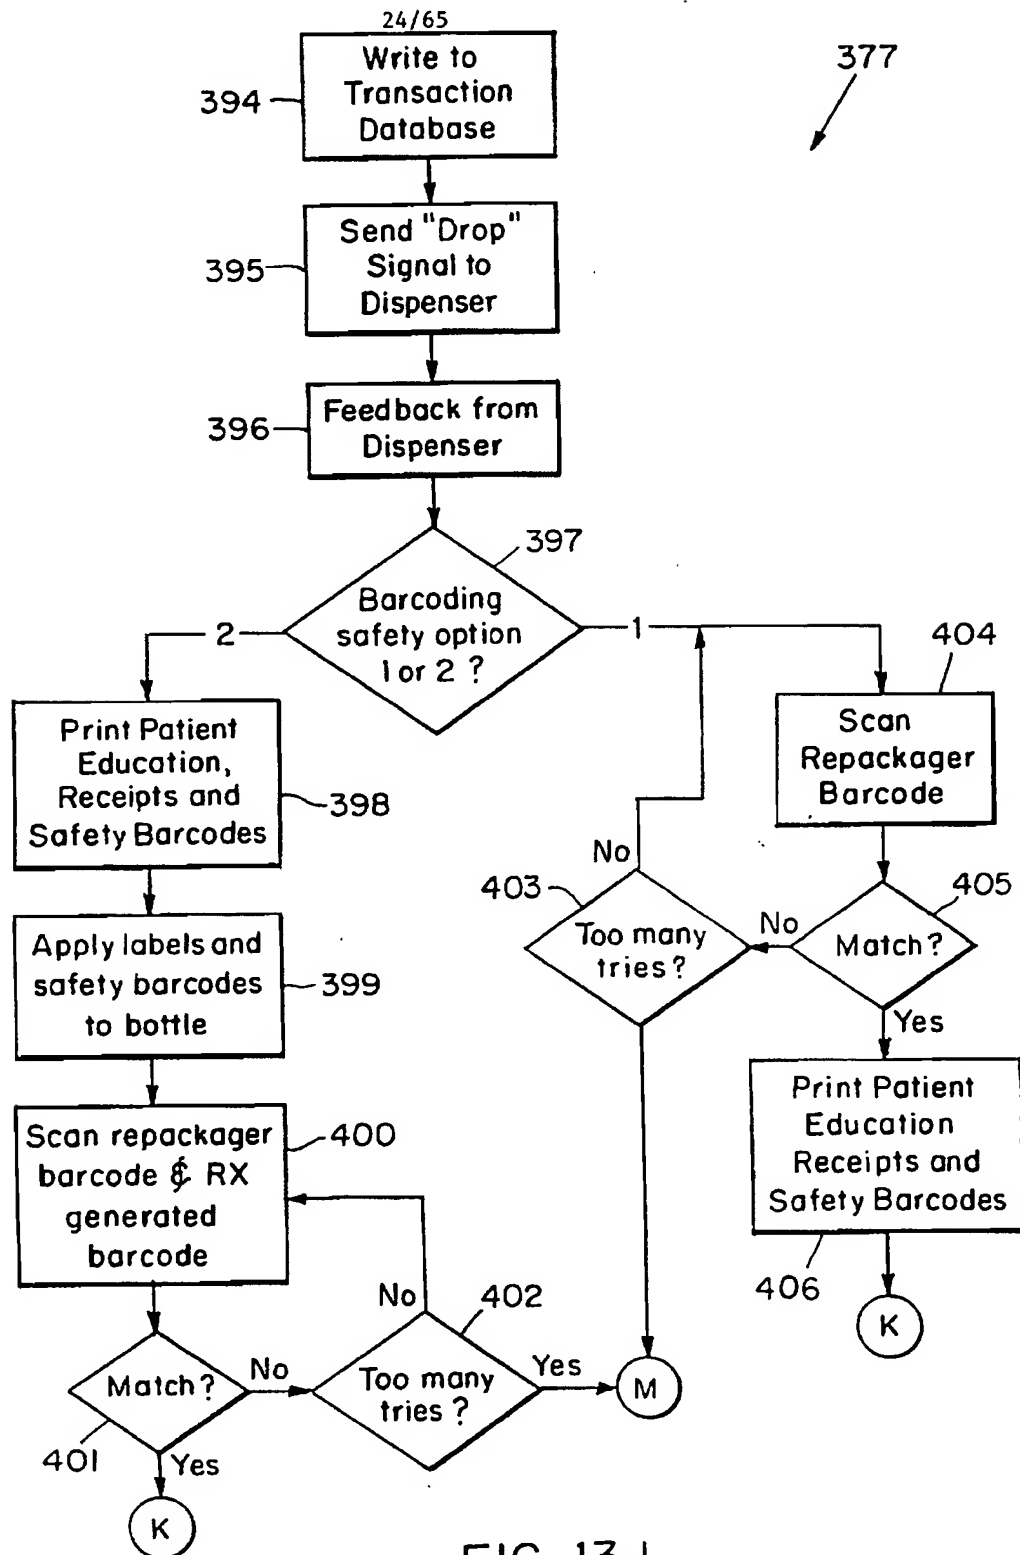 24/65
Write to
Transaction
Database
394
377
Send "Drop"
Signal to
Dispenser
395
Feedback from
Dispenser
396
397
Barcoding
safety option
1 or 2 ?
2
1
404
Print Patient
Education,
Receipts and
Safety Barcodes
398
Scan
Repackager
Barcode
No
403
Too many
tries?
No
405
Match?
Yes
Apply labels and
safety barcodes
to bottle
399
Print Patient
Education
Receipts and
Safety Barcodes
406
K
Scan repackager
barcode & RX
generated
barcode
400
No
402
Match?
No
Too many
tries?
Yes
M
401
Yes
K